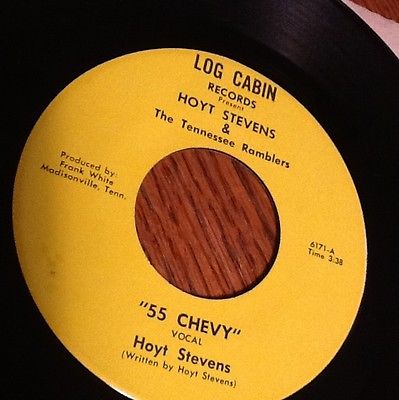 LOG CABIN
RECORDS
Present
HOYT STEVENS
&
The Tennessee Ramblers
Produced by:
Frank White
Madisonville, Tenn.
6171-A
Time 3:38
"55 CHEVY"
VOCAL
Hoyt Stevens
(Written by Hoyt Stevens)